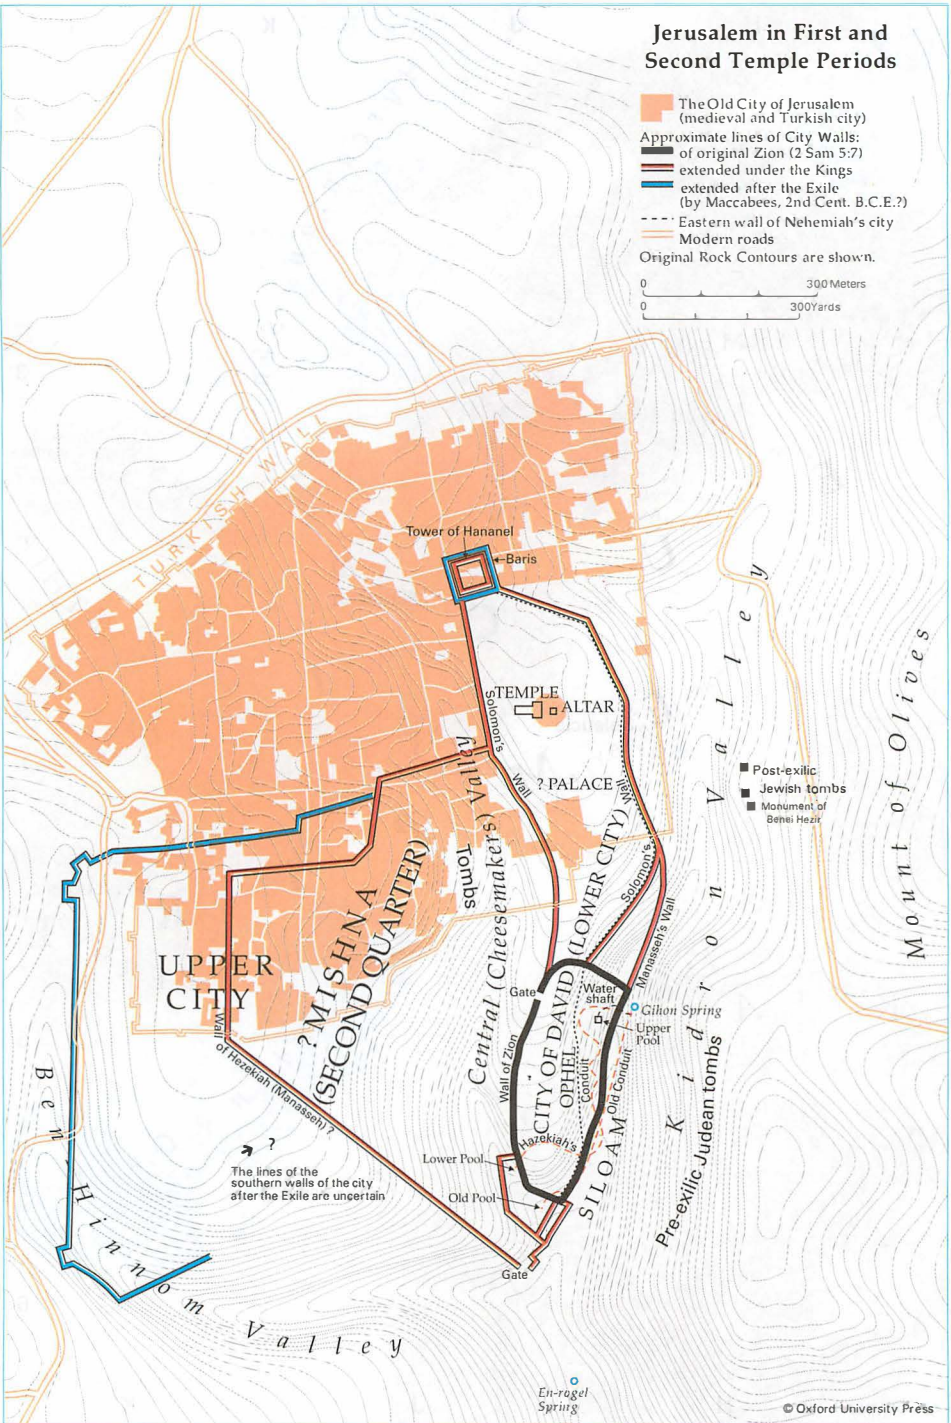 Jerusalem in First and
Second Temple Periods
The Old City of Jerusalem
(medieval and Turkish city)
Approximate lines of City Walls:
of original Zion (2 Sam 5:7)
extended under the Kings
extended after the Exile
(by Maccabees, 2nd Cent. B.C.E.?)
Eastern wall of Nehemiah's city
Modern roads
Original Rock Contours are shown.
0 300 Meters
0 300 Yards
TURKISH WALL
Tower of Hananel
Baris
TEMPLE
ALTAR
Solomon's
Wall
? PALACE
Wall
Solomon's
Manasseh's Wall
Kidron Valley
Mount of Olives
Post-exilic
Jewish tombs
Monument of
Benei Hezir
Central (Cheesemakers) Valley
Tombs
(LOWER CITY)
? MISHNA
(SECOND QUARTER)
UPPER
CITY
Wall
of Hezekiah (Manasseh) ?
Gate
Water
shaft
Gihon Spring
Upper
Pool
Wall of Zion
CITY OF DAVID
OPHEL
Conduit
Old Conduit
Hazekiah's
SILOAM
Pre-exilic Judean tombs
Lower Pool
Old Pool
Gate
?
The lines of the
southern walls of the city
after the Exile are uncertain
Ben Hinnom Valley
En-rogel
Spring
© Oxford University Press